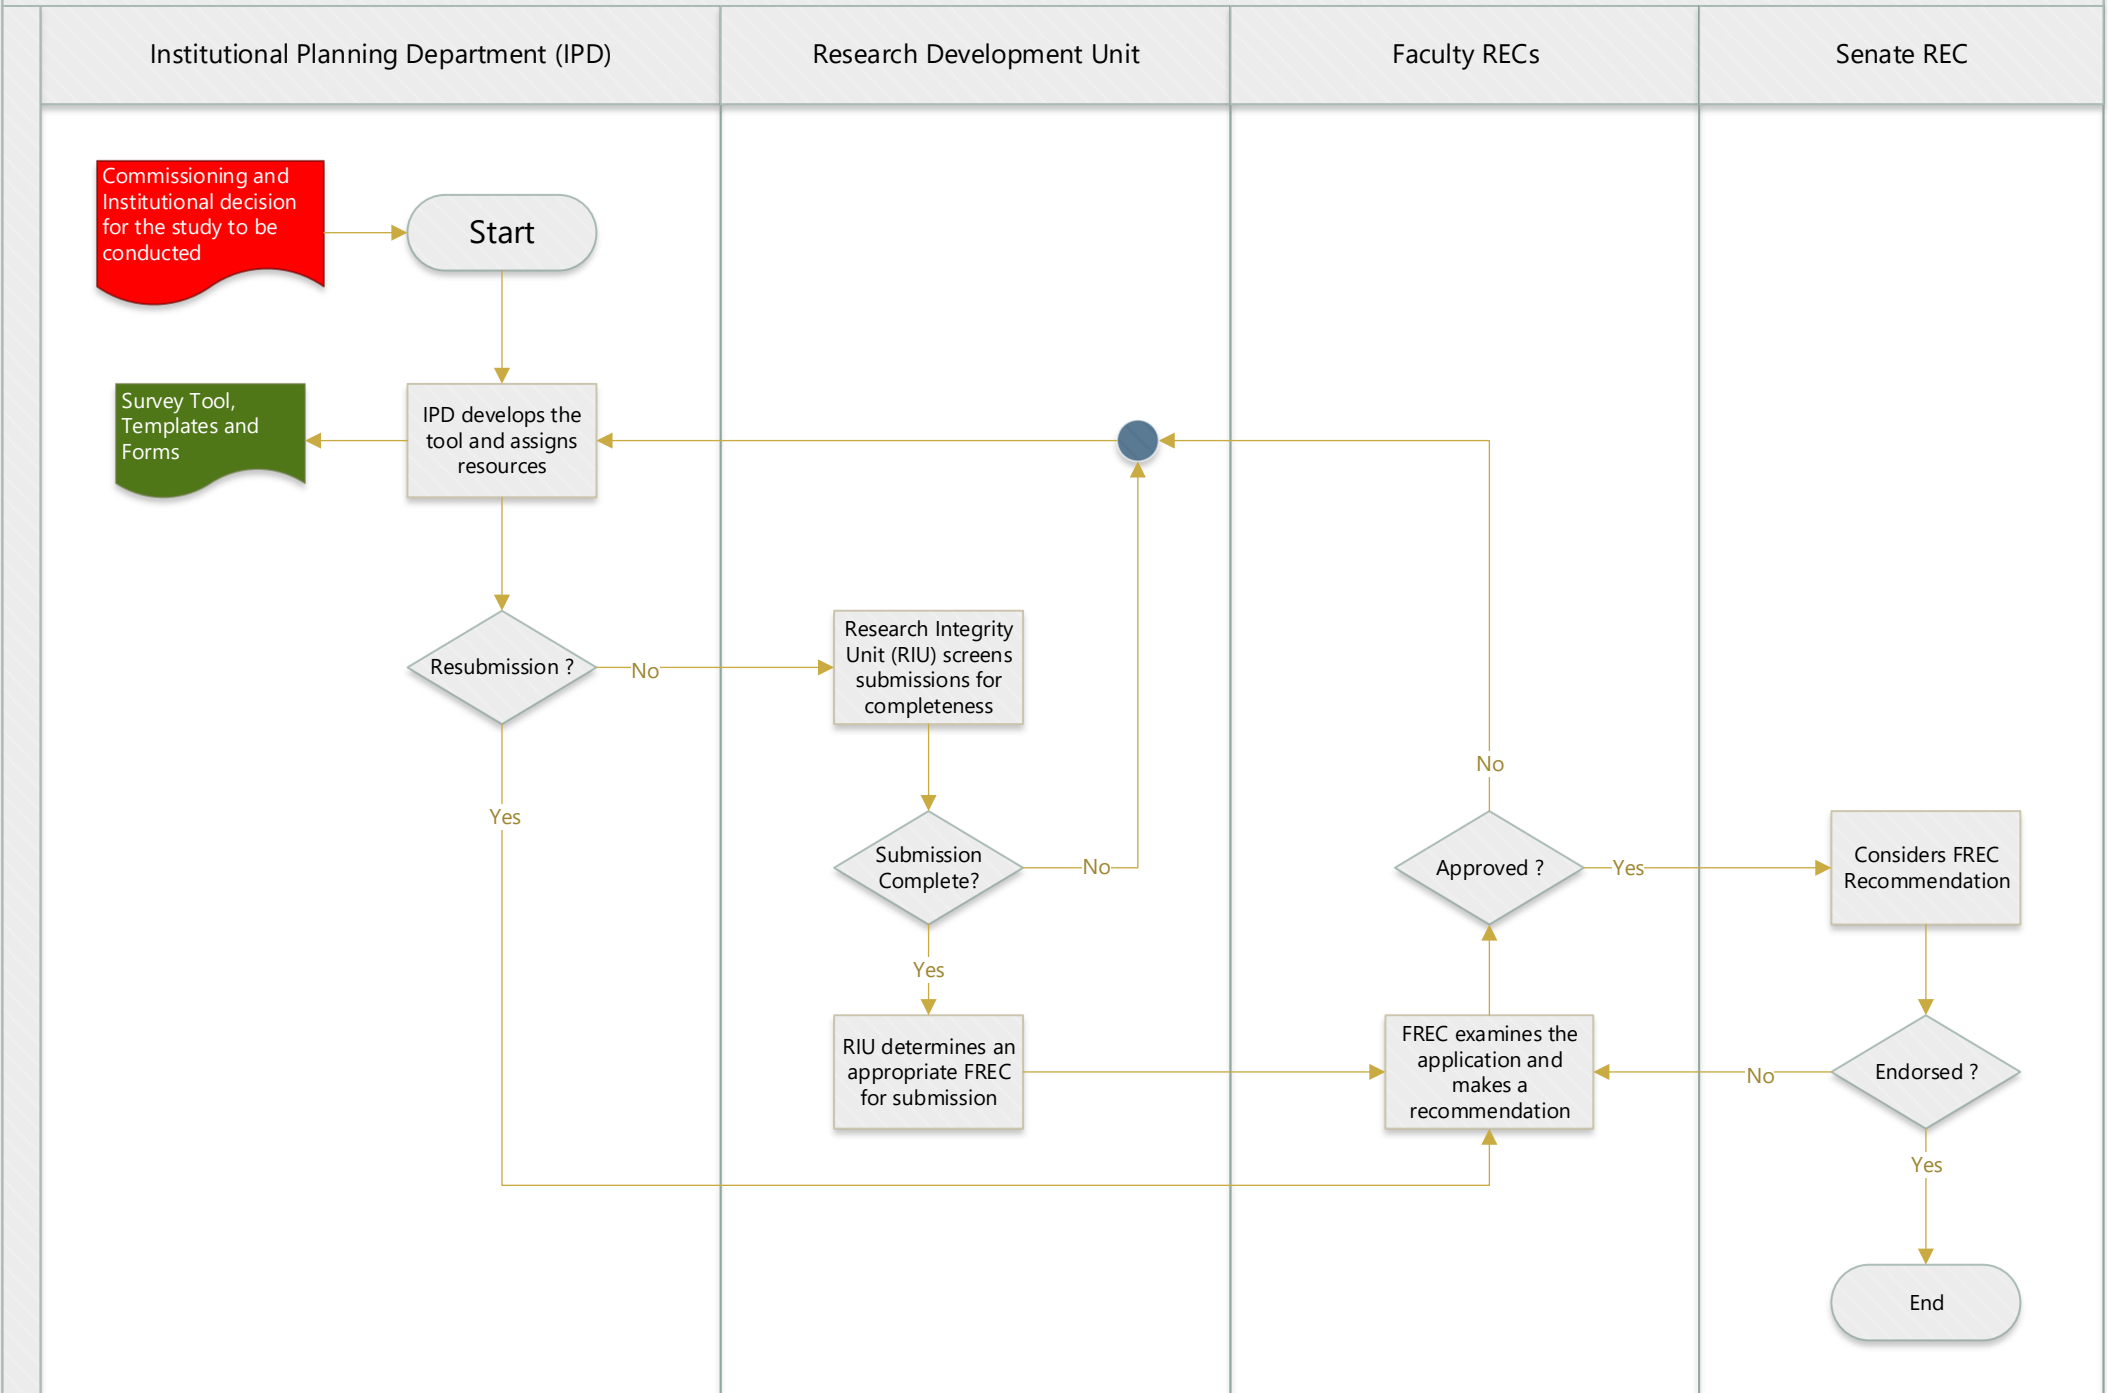 Institutional Planning Department (IPD)
Research Development Unit
Faculty RECs
Senate REC
Commissioning and
Institutional decision
for the study to be
conducted
Start
Survey Tool,
Templates and
Forms
IPD develops the
tool and assigns
resources
Resubmission ?
No
Yes
Research Integrity
Unit (RIU) screens
submissions for
completeness
Submission
Complete?
No
Yes
RIU determines an
appropriate FREC
for submission
No
Approved ?
Yes
FREC examines the
application and
makes a
recommendation
Considers FREC
Recommendation
Endorsed ?
No
Yes
End